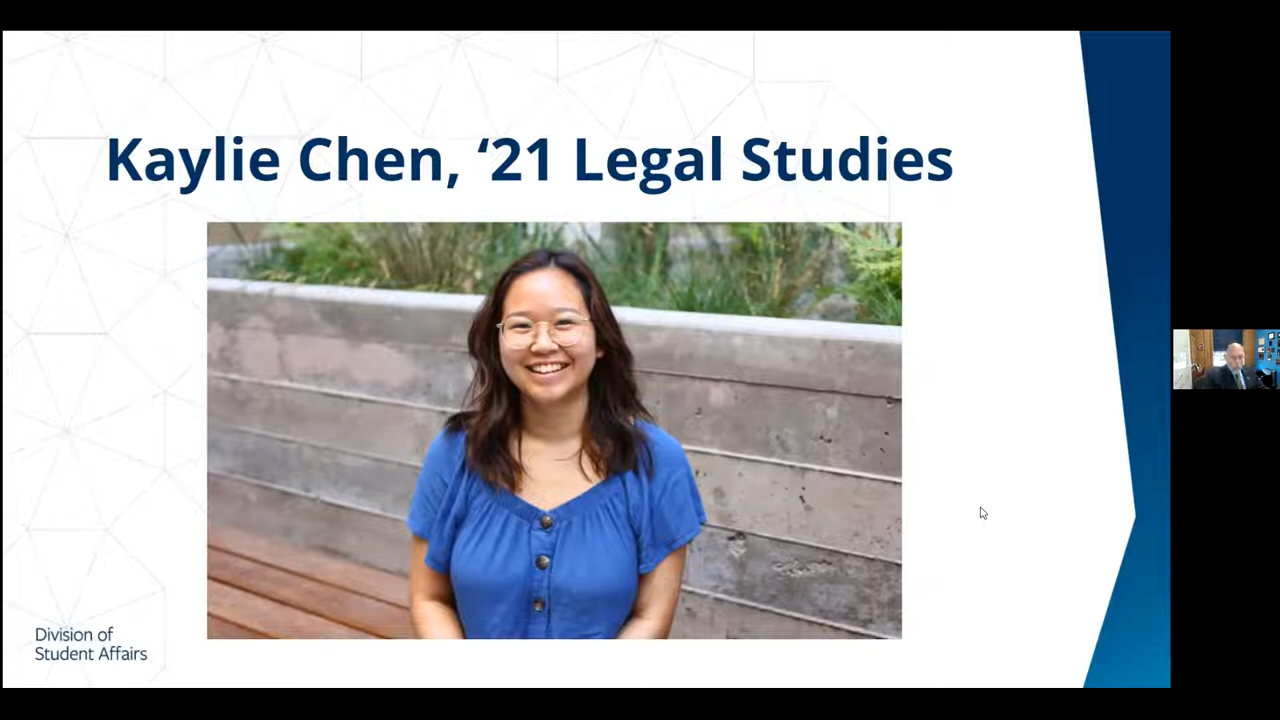 Kaylie Chen, ‘21 Legal Studies
Division of
Student Affairs